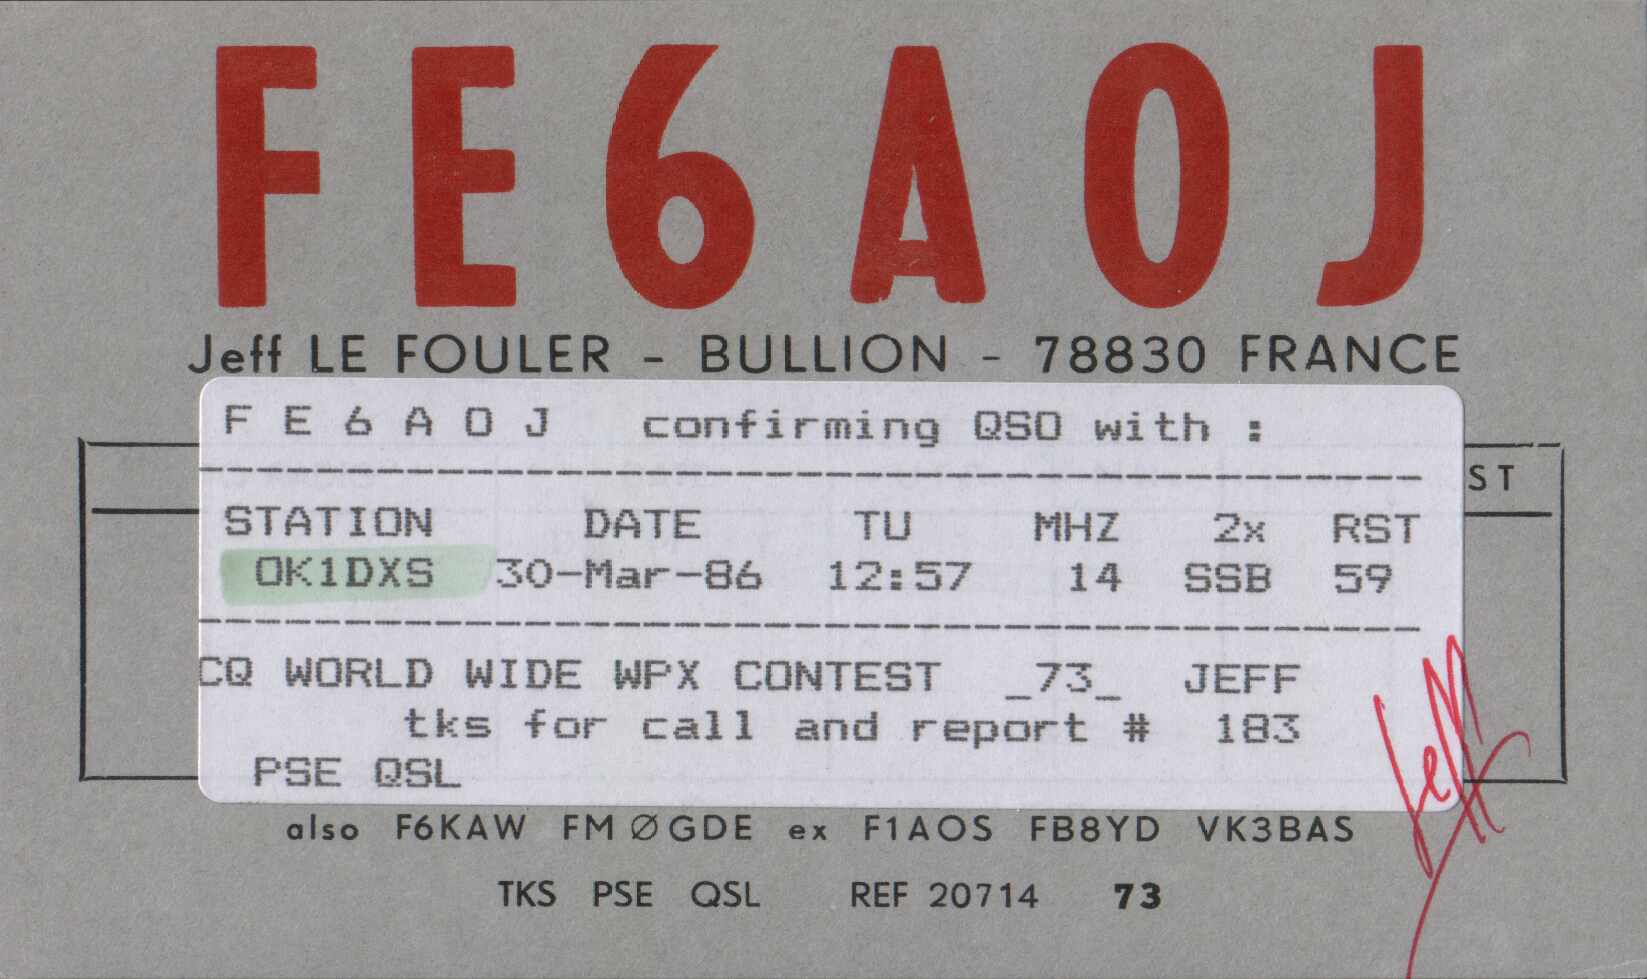 FE6AOJ
Jeff LE FOULER - BULLION - 78830 FRANCE
F E 6 A O J confirming QSO with :
ST
STATION DATE TU MHZ 2x RST
OK1DXS 30-Mar-86 12:57 14 SSB 59
CQ WORLD WIDE WPX CONTEST _73_ JEFF
tks for call and report # 183
PSE QSL
Jeff
also F6KAW FMØGDE ex F1AOS FB8YD VK3BAS
TKS PSE QSL REF 20714 73